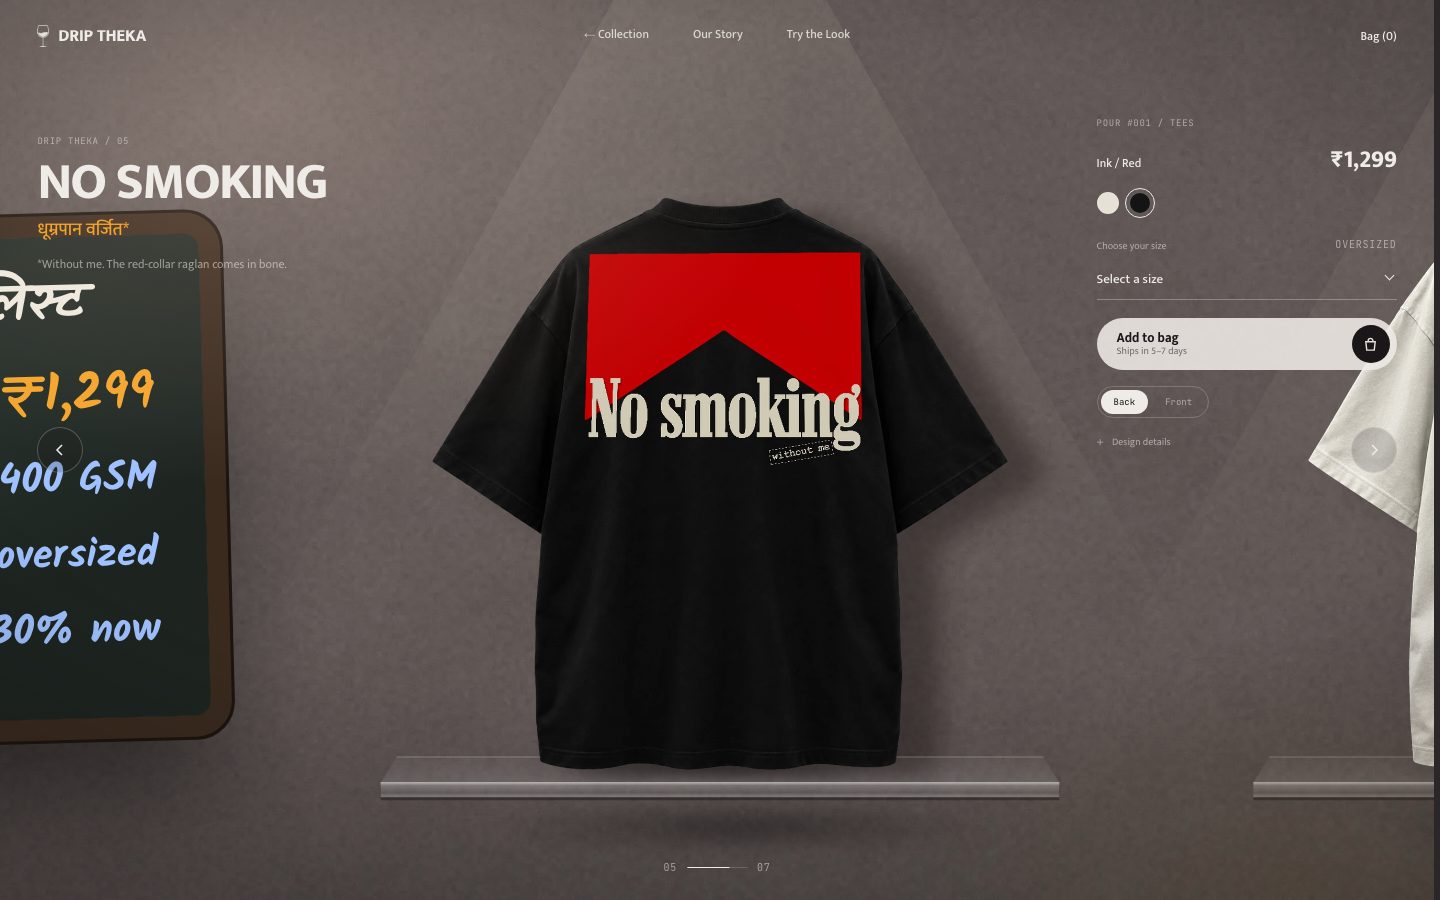 DRIP THEKA
← Collection
Our Story
Try the Look
Bag (0)
DRIP THEKA / 05
NO SMOKING
धूम्रपान वर्जित*
*Without me. The red-collar raglan comes in bone.
लिस्ट
₹1,299
400 GSM
oversized
30% now
No smoking
without me
POUR #001 / TEES
Ink / Red
₹1,299
Choose your size
OVERSIZED
Select a size
Add to bag
Ships in 5–7 days
Back
Front
+ Design details
05
07